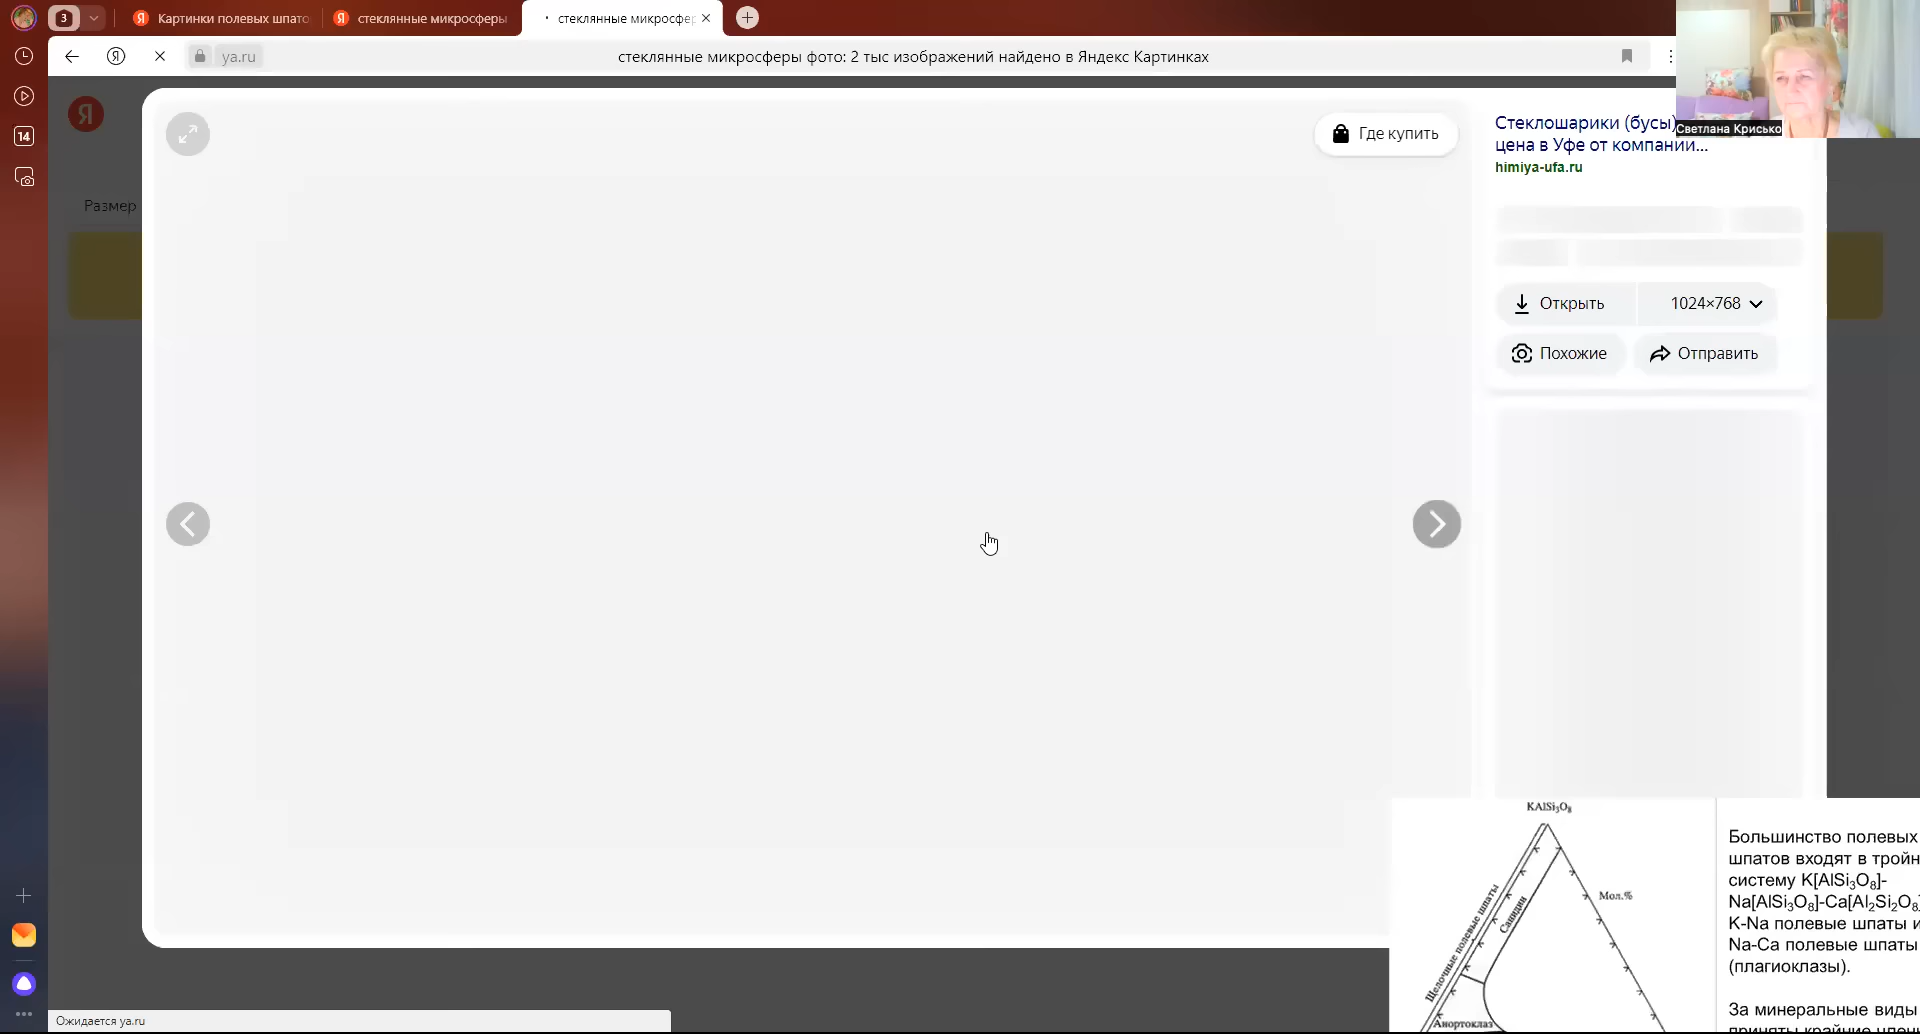 3
Картинки полевых шпато
стеклянные микросферы
стеклянные микросфер
ya.ru
стеклянные микросферы фото: 2 тыс изображений найдено в Яндекс Картинках
Я
14
Размер
Где купить
Стеклошарики (бусы)
цена в Уфе от компании...
himiya-ufa.ru
Светлана Крисько
Открыть
1024×768
Похожие
Отправить
KAlSi₃O₈
Мол.%
Щелочные полевые шпаты
Санидин
Анортоклаз
Большинство полевых
шпатов входят в тройн
систему K[AlSi₃O₈]-
Na[AlSi₃O₈]-Ca[Al₂Si₂O₈]
K-Na полевые шпаты и
Na-Ca полевые шпаты
(плагиоклазы).
За минеральные виды
приняты крайние члены
Ожидается ya.ru